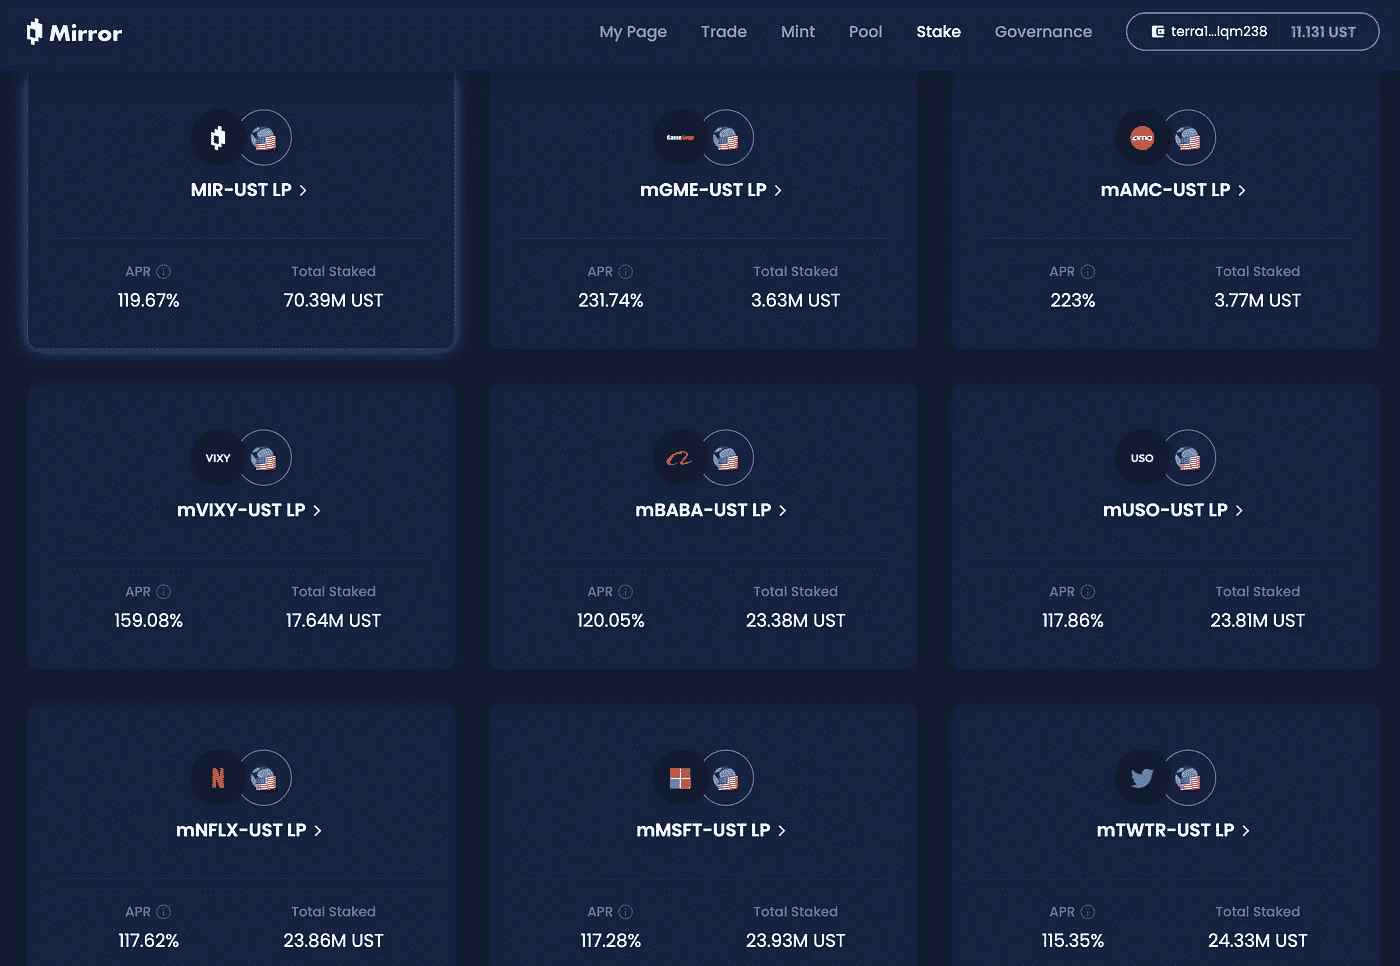 Mirror
My Page Trade Mint Pool Stake Governance terra1...lqm238 11.131 UST
GameStop amc
MIR-UST LP > mGME-UST LP > mAMC-UST LP >
APR Total Staked APR Total Staked APR Total Staked
119.67% 70.39M UST 231.74% 3.63M UST 223% 3.77M UST
VIXY USO
mVIXY-UST LP > mBABA-UST LP > mUSO-UST LP >
APR Total Staked APR Total Staked APR Total Staked
159.08% 17.64M UST 120.05% 23.38M UST 117.86% 23.81M UST
N
mNFLX-UST LP > mMSFT-UST LP > mTWTR-UST LP >
APR Total Staked APR Total Staked APR Total Staked
117.62% 23.86M UST 117.28% 23.93M UST 115.35% 24.33M UST